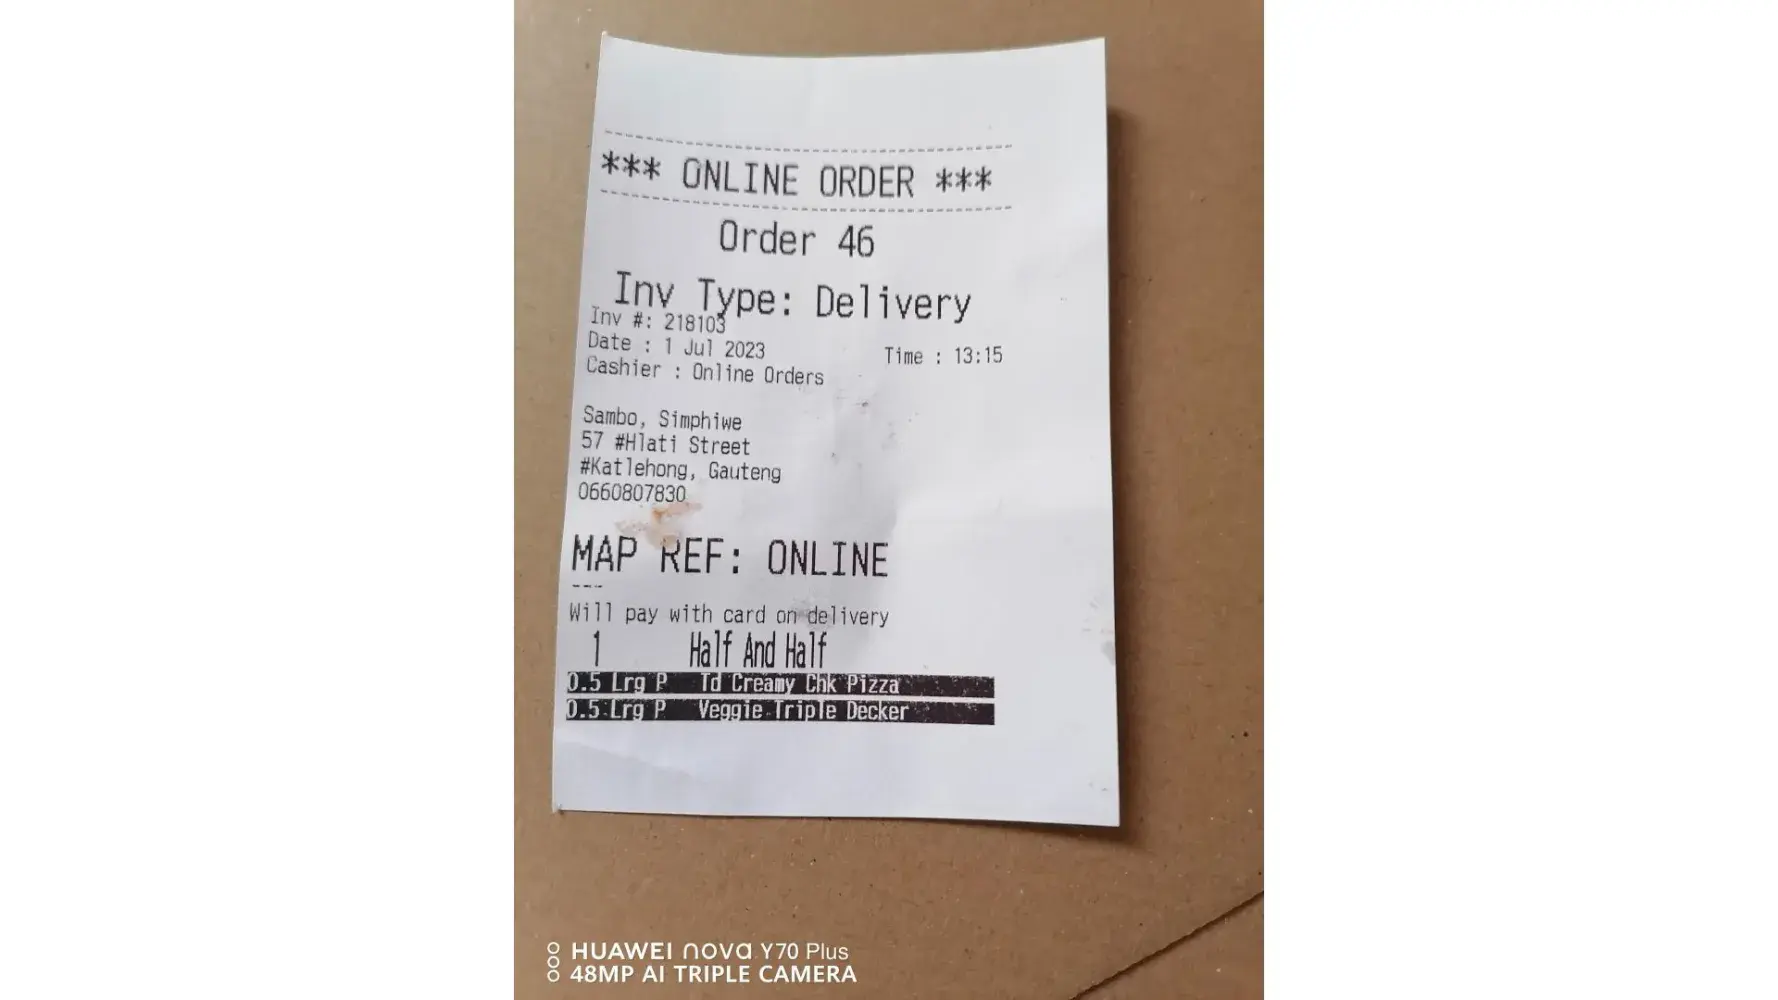 *** ONLINE ORDER ***
Order 46
Inv Type: Delivery
Inv #: 218103
Date : 1 Jul 2023 Time : 13:15
Cashier : Online Orders
Sambo, Simphiwe
57 #Hlati Street
#Katlehong, Gauteng
0660807830
MAP REF: ONLINE
---
Will pay with card on delivery
1 Half And Half
0.5 Lrg P Td Creamy Chk Pizza
0.5 Lrg P Veggie Triple Decker
HUAWEI nova Y70 Plus
48MP AI TRIPLE CAMERA